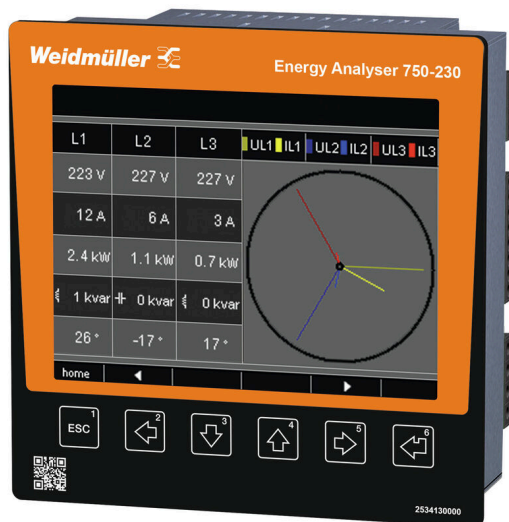 Weidmüller
Energy Analyser 750-230
L1 L2 L3 UL1 IL1 UL2 IL2 UL3 IL3
223 V 227 V 227 V
12 A 6 A 3 A
2.4 kW 1.1 kW 0.7 kW
1 kvar 0 kvar 0 kvar
26 ° -17 ° 17 °
home
ESC 1 2 3 4 5 6
2534130000